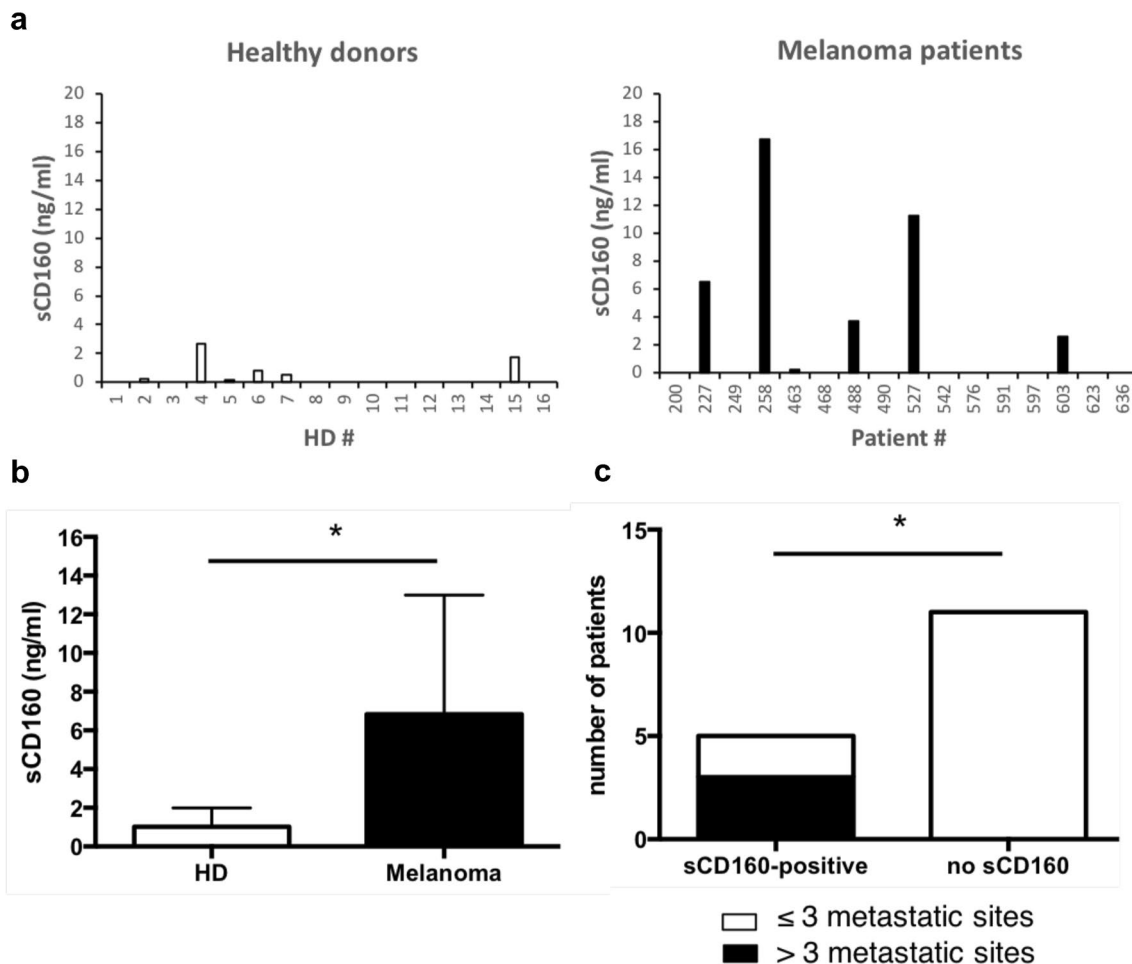 a
Healthy donors
20
18
16
14
12
10
8
6
4
2
0
sCD160 (ng/ml)
1 2 3 4 5 6 7 8 9 10 11 12 13 14 15 16
HD #
Melanoma patients
20
18
16
14
12
10
8
6
4
2
0
sCD160 (ng/ml)
200 227 249 258 463 468 488 490 527 542 576 591 597 603 623 636
Patient #
b
16
14
12
10
8
6
4
2
0
sCD160 (ng/ml)
*
HD Melanoma
c
15
10
5
0
number of patients
*
sCD160-positive no sCD160
≤ 3 metastatic sites
> 3 metastatic sites